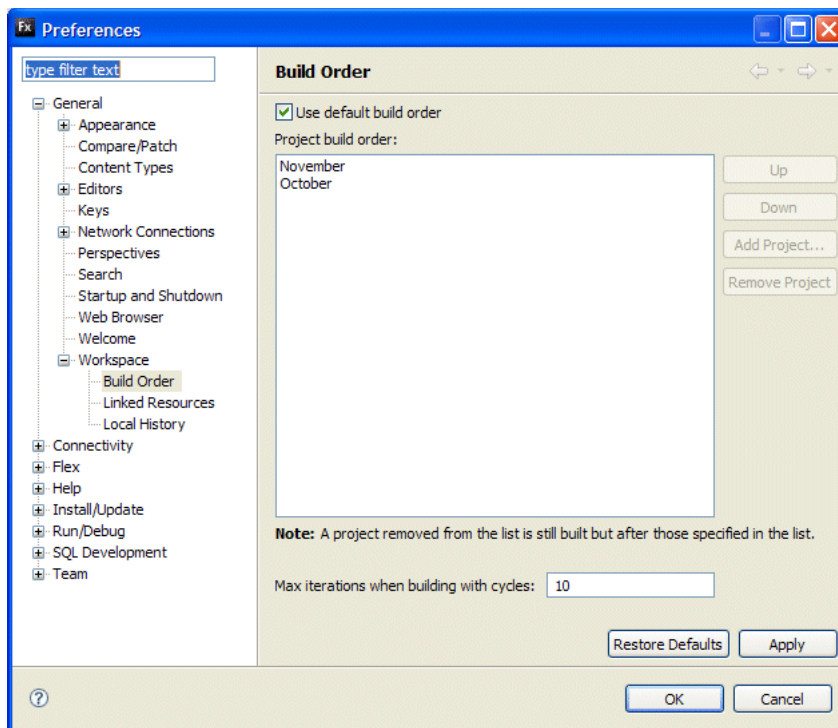 Fx Preferences
type filter text
General
Appearance
Compare/Patch
Content Types
Editors
Keys
Network Connections
Perspectives
Search
Startup and Shutdown
Web Browser
Welcome
Workspace
Build Order
Linked Resources
Local History
Connectivity
Flex
Help
Install/Update
Run/Debug
SQL Development
Team
Build Order
Use default build order
Project build order:
November
October
Up
Down
Add Project...
Remove Project
Note: A project removed from the list is still built but after those specified in the list.
Max iterations when building with cycles: 10
Restore Defaults Apply
? OK Cancel